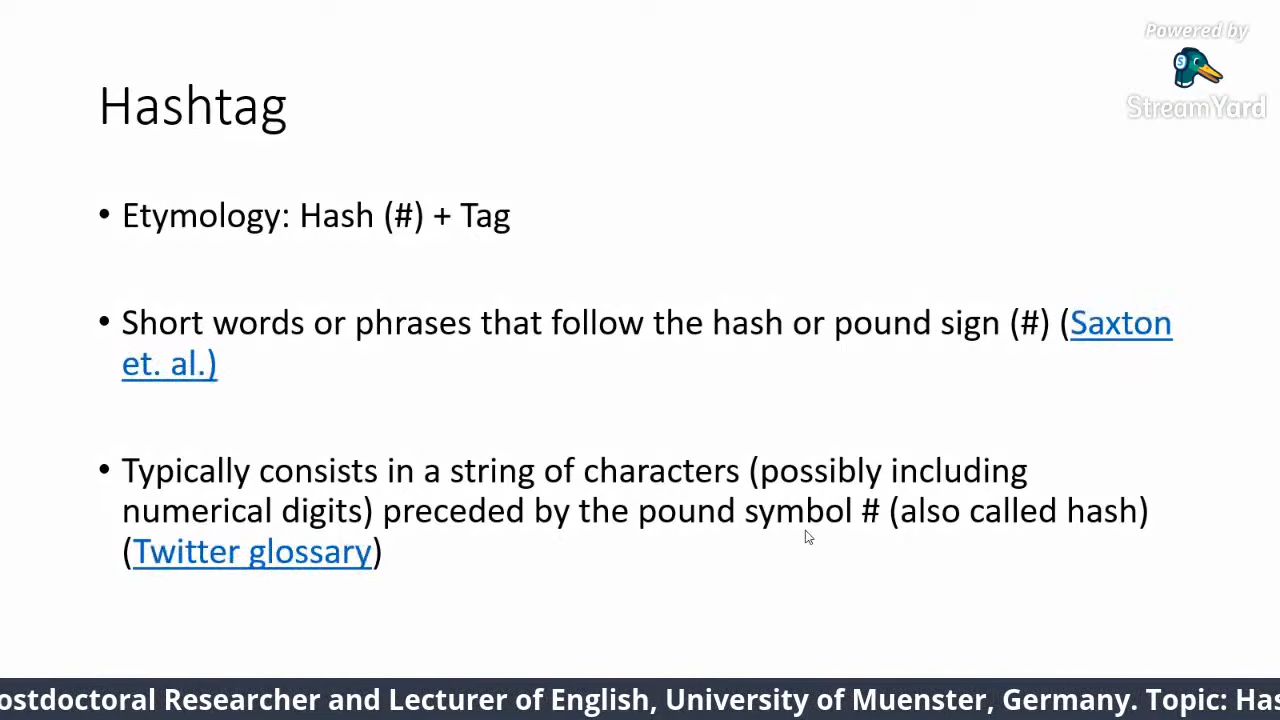 Powered by
StreamYard
Hashtag
• Etymology: Hash (#) + Tag
• Short words or phrases that follow the hash or pound sign (#) (Saxton
et. al.)
• Typically consists in a string of characters (possibly including
numerical digits) preceded by the pound symbol # (also called hash)
(Twitter glossary)
ostdoctoral Researcher and Lecturer of English, University of Muenster, Germany. Topic: Has